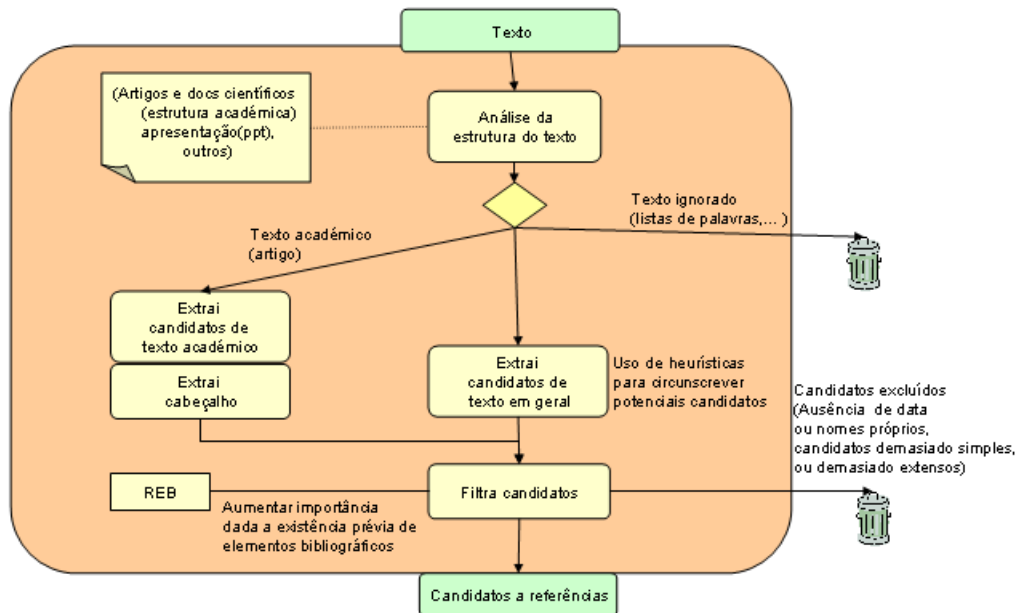 Texto
(Artigos e docs científicos
(estrutura académica)
apresentação(ppt),
outros)
Análise da
estrutura do texto
Texto ignorado
(listas de palavras,... )
Texto académico
(artigo)
Extrai
candidatos de
texto académico
Extrai
cabeçalho
Extrai
candidatos de
texto em geral
Uso de heurísticas
para circunscrever
potenciais candidatos
Candidatos excluídos
(Ausência de data
ou nomes próprios,
candidatos demasiado simples,
ou demasiado extensos)
REB
Aumentar importância
dada a existência prévia de
elementos bibliográficos
Filtra candidatos
Candidatos a referências